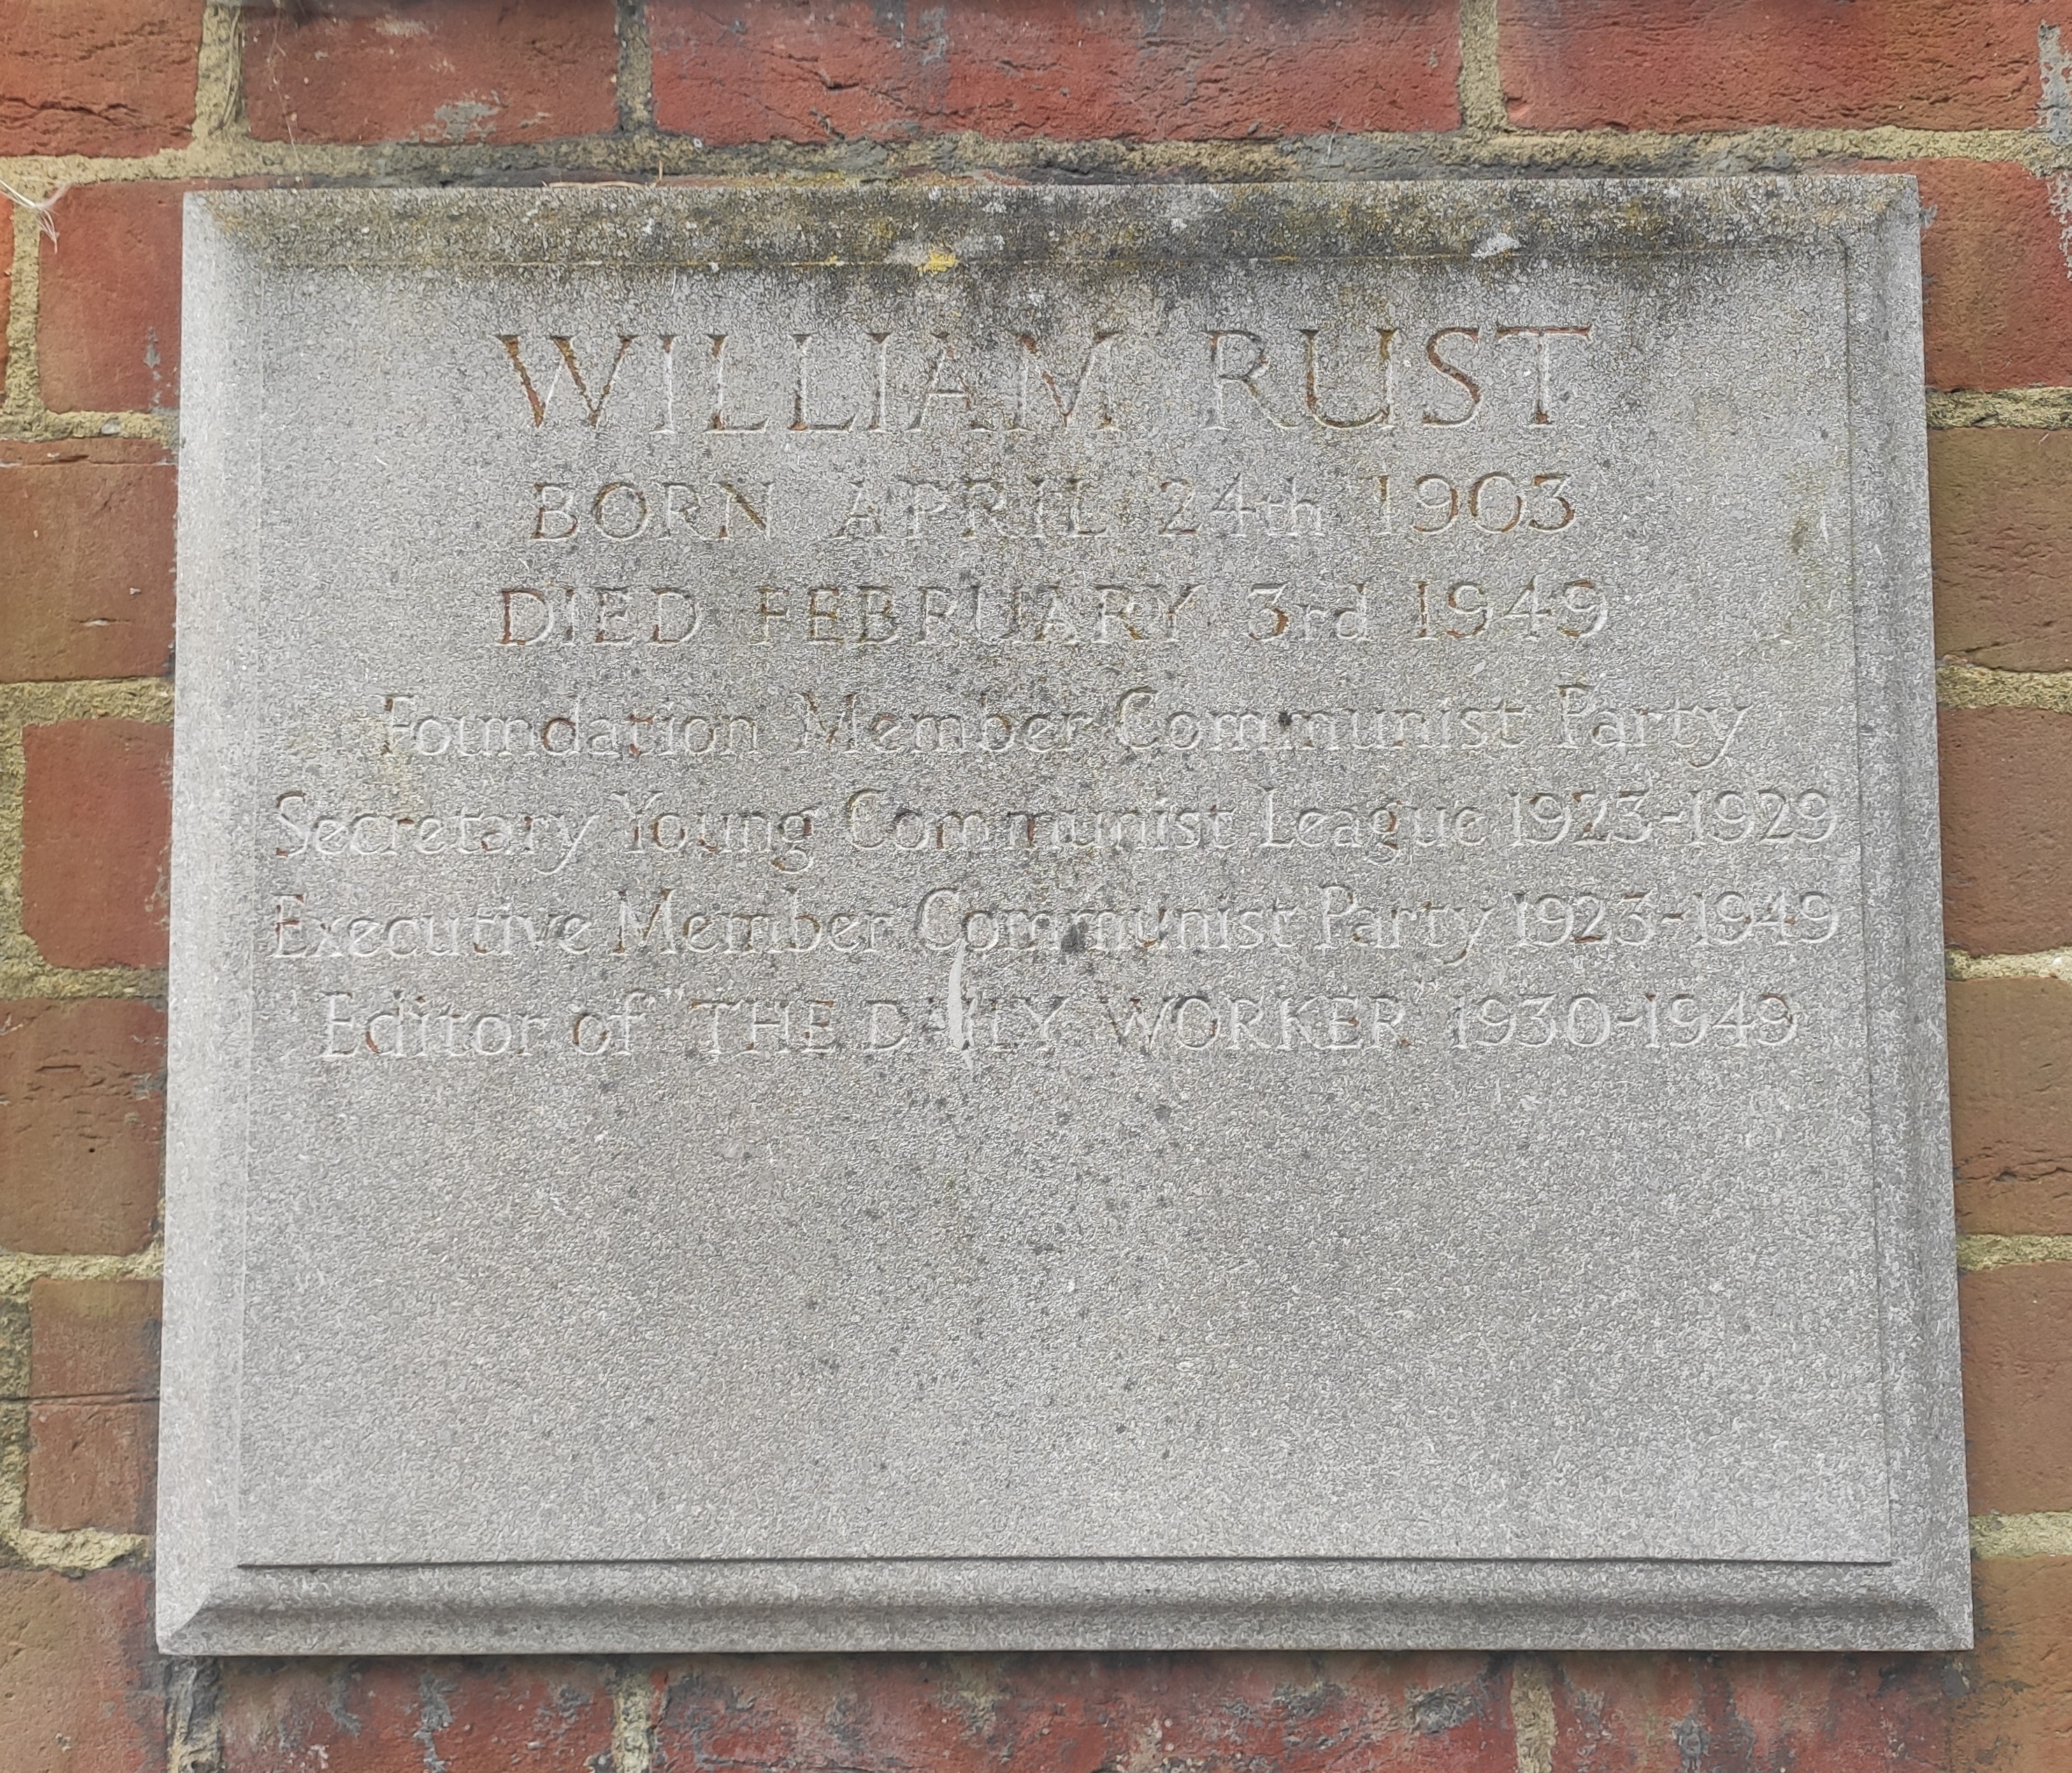 WILLIAM RUST
BORN APRIL 24th 1903
DIED FEBRUARY 3rd 1949
Foundation Member Communist Party
Secretary Young Communist League 1923-1929
Executive Member Communist Party 1923-1949
Editor of "THE DAILY WORKER" 1930-1949